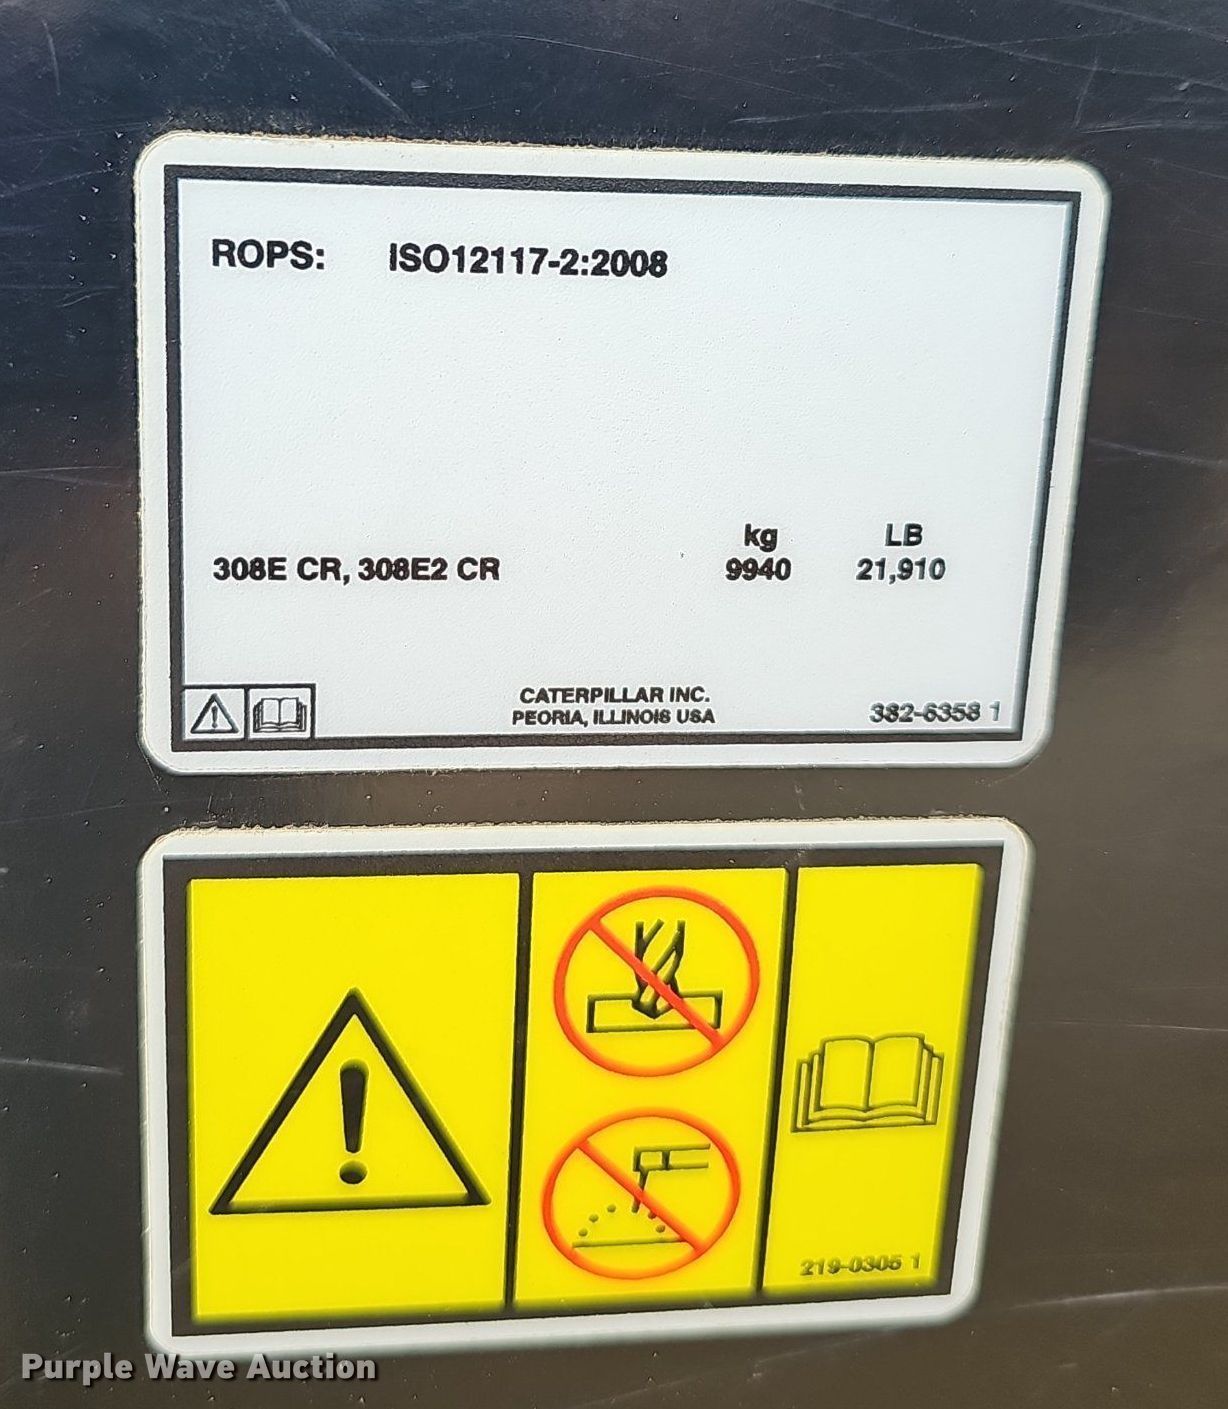 ROPS: ISO12117-2:2008
kg LB
308E CR, 308E2 CR 9940 21,910
CATERPILLAR INC.
PEORIA, ILLINOIS USA
382-6358 1
219-0305 1
Purple Wave Auction